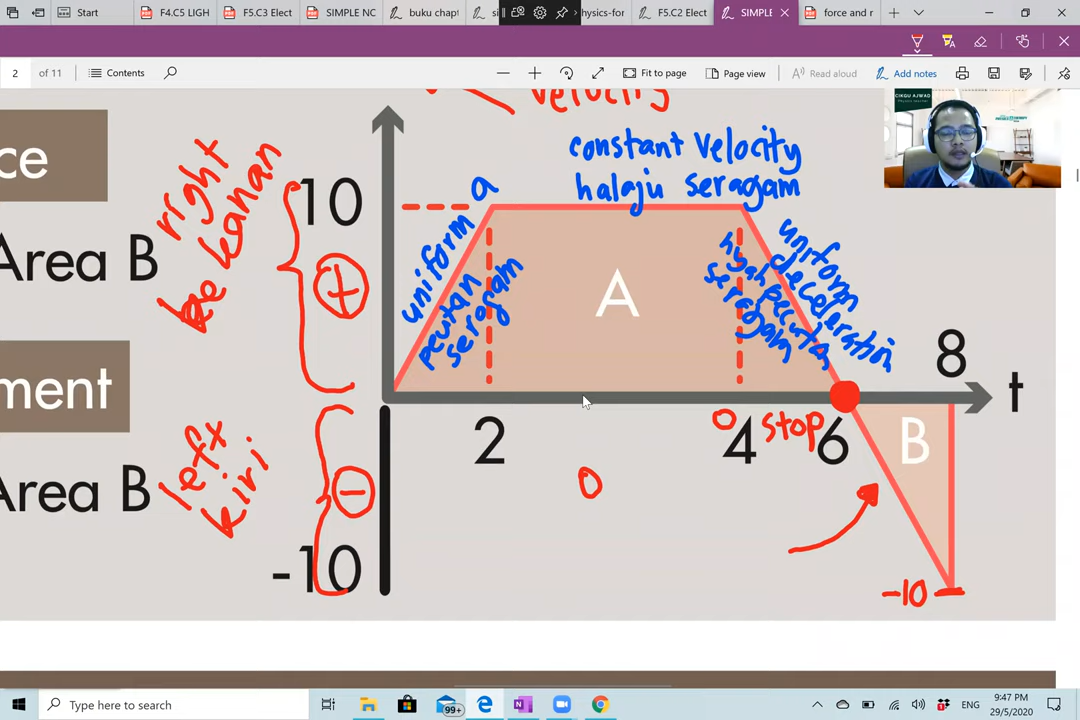 Start
F4.C5 LIGH
F5.C3 Elect
SIMPLE NC
buku chapt
si
hysics-for
F5.C2 Elect
SIMPLE
force and r
2 of 11
Contents
Fit to page
Page view
Read aloud
Add notes
CIKGU AJWAD
velocity
constant velocity
halaju seragam
ce
right
ke kanan
10
a
uniform
pecutan
seragam
A
uniform
deceleration
nyahpecutan
seragam
Area B
+
8
t
2
4
stop
6
B
0
0
ment
left
kiri
-
Area B
-10
-10
Type here to search
99+
ENG
9:47 PM
29/5/2020